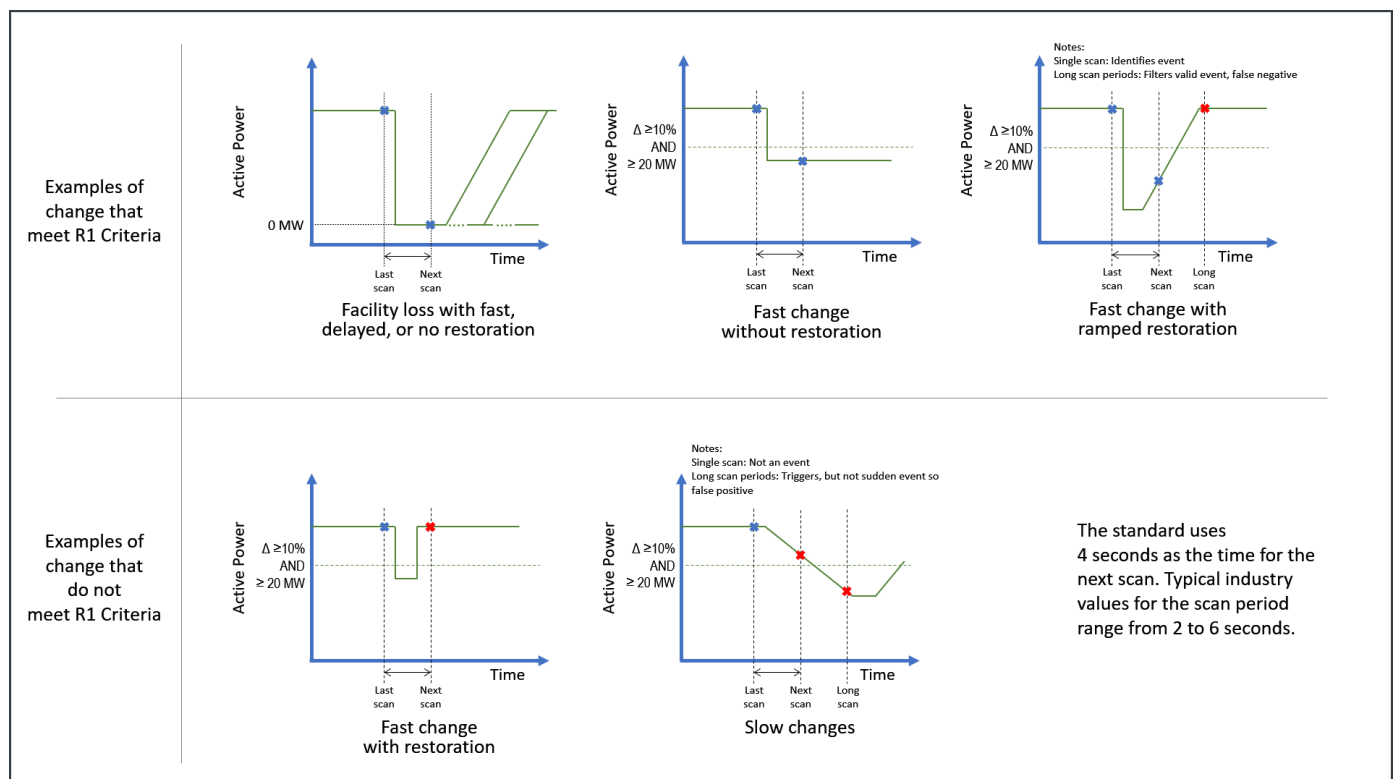 Examples of
change that
meet R1 Criteria
Active Power
0 MW
Time
Last
scan
Next
scan
Facility loss with fast,
delayed, or no restoration
Active Power
Δ ≥10%
AND
≥ 20 MW
Time
Last
scan
Next
scan
Fast change
without restoration
Notes:
Single scan: Identifies event
Long scan periods: Filters valid event, false negative
Active Power
Δ ≥10%
AND
≥ 20 MW
Time
Last
scan
Next
scan
Long
scan
Fast change with
ramped restoration
Examples of
change that
do not
meet R1 Criteria
Active Power
Δ ≥10%
AND
≥ 20 MW
Time
Last
scan
Next
scan
Fast change
with restoration
Notes:
Single scan: Not an event
Long scan periods: Triggers, but not sudden event so
false positive
Active Power
Δ ≥10%
AND
≥ 20 MW
Time
Last
scan
Next
scan
Long
scan
Slow changes
The standard uses
4 seconds as the time for the
next scan. Typical industry
values for the scan period
range from 2 to 6 seconds.